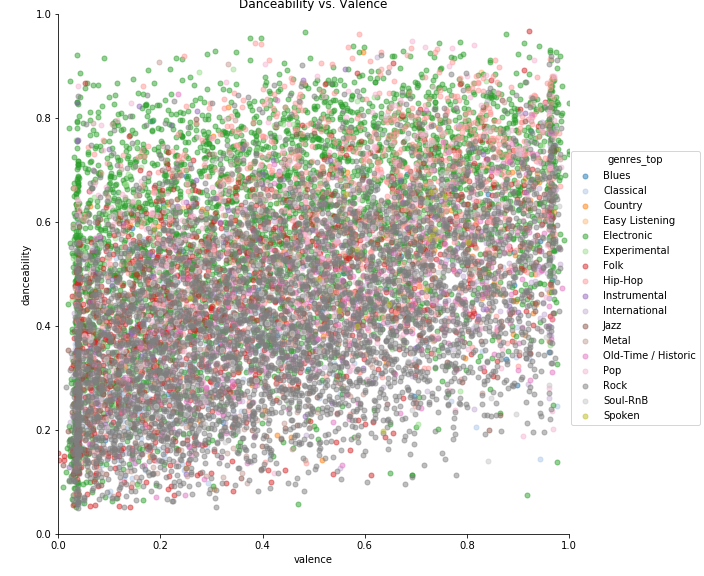 Danceability vs. Valence
1.0
0.8
0.6
0.4
0.2
0.0
danceability
0.0 0.2 0.4 0.6 0.8 1.0
valence
genres_top
Blues
Classical
Country
Easy Listening
Electronic
Experimental
Folk
Hip-Hop
Instrumental
International
Jazz
Metal
Old-Time / Historic
Pop
Rock
Soul-RnB
Spoken